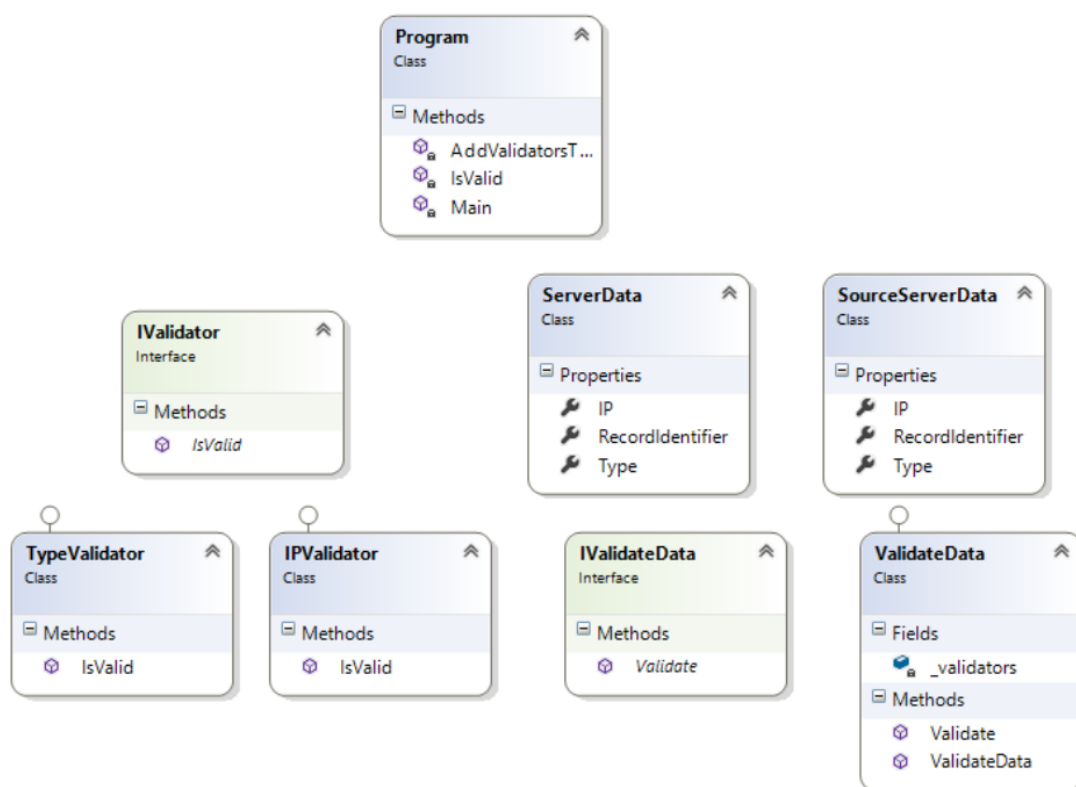 Program
Class
Methods
AddValidatorsT...
IsValid
Main
IValidator
Interface
Methods
IsValid
ServerData
Class
Properties
IP
RecordIdentifier
Type
SourceServerData
Class
Properties
IP
RecordIdentifier
Type
TypeValidator
Class
Methods
IsValid
IPValidator
Class
Methods
IsValid
IValidateData
Interface
Methods
Validate
ValidateData
Class
Fields
_validators
Methods
Validate
ValidateData